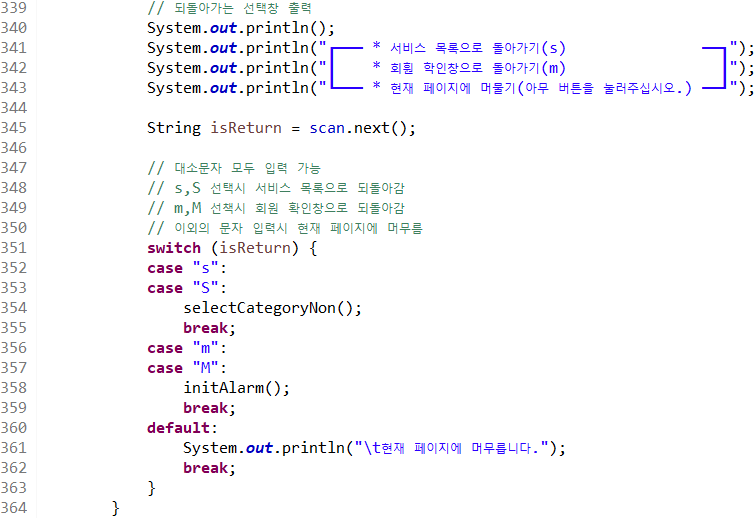 339 // 되돌아가는 선택창 출력
340 System.out.println();
341 System.out.println("┏━━━ * 서비스 목록으로 돌아가기(s) ━━┓");
342 System.out.println("┃ * 회원 확인창으로 돌아가기(m) ┃");
343 System.out.println("┗━━━ * 현재 페이지에 머물기(아무 버튼을 눌러주십시오.) ━━┛");
344
345 String isReturn = scan.next();
346
347 // 대소문자 모두 입력 가능
348 // s,S 선택시 서비스 목록으로 되돌아감
349 // m,M 선책시 회원 확인창으로 되돌아감
350 // 이외의 문자 입력시 현재 페이지에 머무름
351 switch (isReturn) {
352 case "s":
353 case "S":
354 selectCategoryNon();
355 break;
356 case "m":
357 case "M":
358 initAlarm();
359 break;
360 default:
361 System.out.println("\t현재 페이지에 머무릅니다.");
362 break;
363 }
364 }